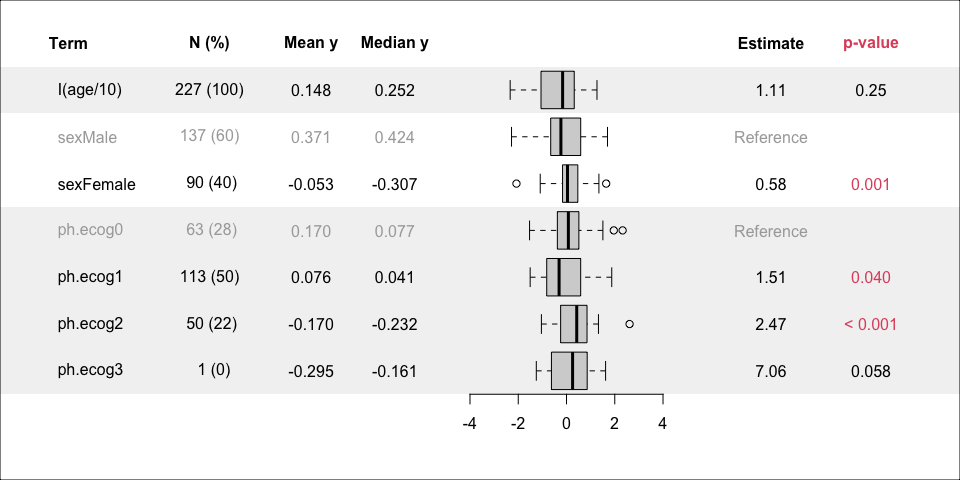 Term N (%) Mean y Median y Estimate p-value
I(age/10) 227 (100) 0.148 0.252 1.11 0.25
sexMale 137 (60) 0.371 0.424 Reference
sexFemale 90 (40) -0.053 -0.307 0.58 0.001
ph.ecog0 63 (28) 0.170 0.077 Reference
ph.ecog1 113 (50) 0.076 0.041 1.51 0.040
ph.ecog2 50 (22) -0.170 -0.232 2.47 < 0.001
ph.ecog3 1 (0) -0.295 -0.161 7.06 0.058
-4 -2 0 2 4